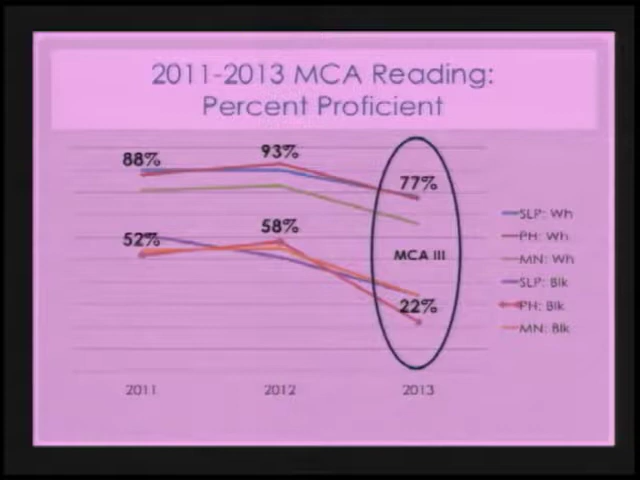 2011-2013 MCA Reading:
Percent Proficient
88%
93%
77%
52%
58%
MCA III
22%
SLP: Wh
PH: Wh
MN: Wh
SLP: Blk
PH: Blk
MN: Blk
2011
2012
2013